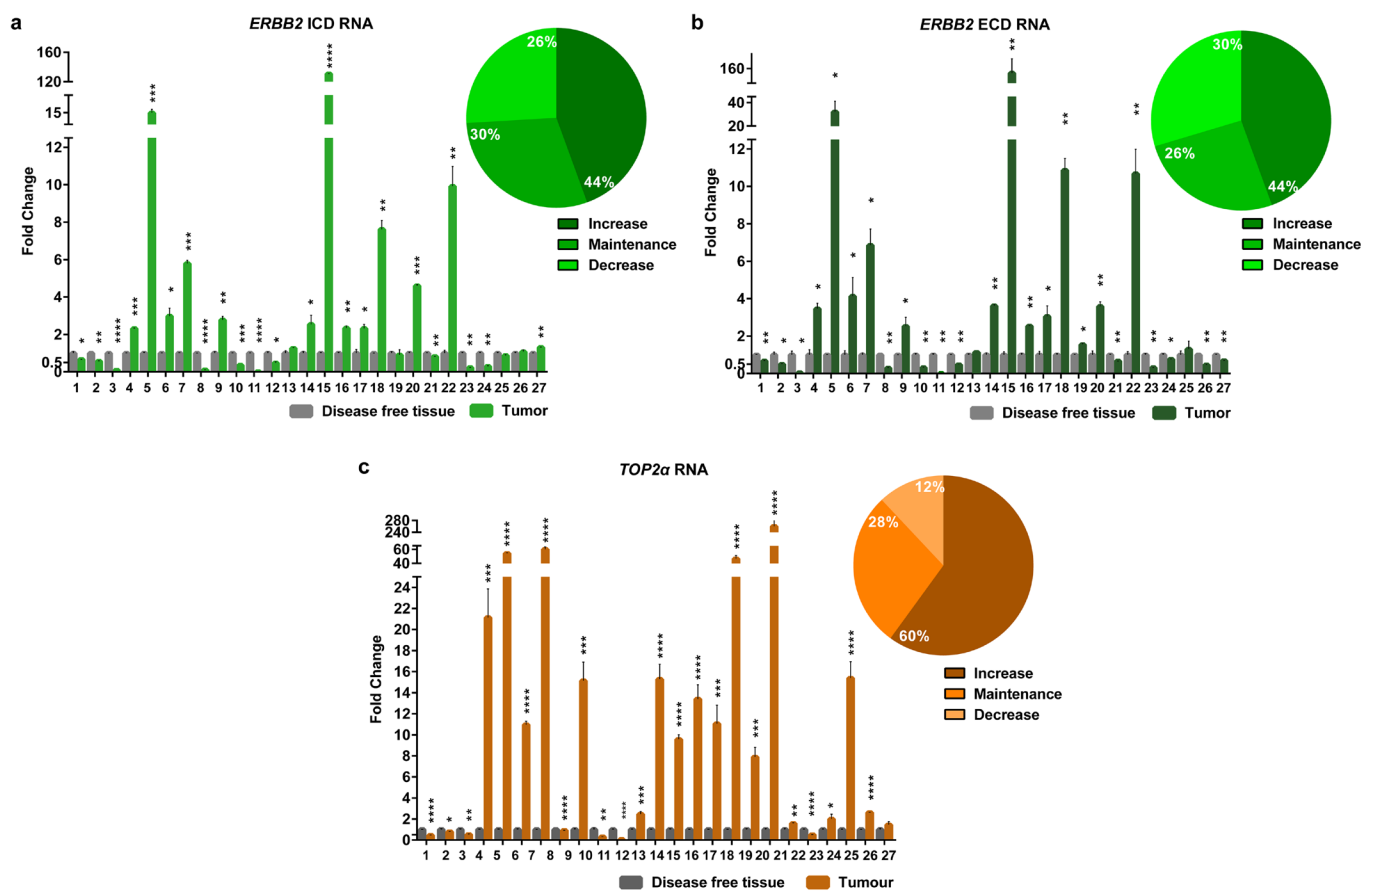 a
ERBB2 ICD RNA
Fold Change
160
120
15
12
10
8
6
4
2
0.5
0
* ** **** *** *** * *** **** ** *** **** * * **** ** * ** *** ** ** ** ** **
1 2 3 4 5 6 7 8 9 10 11 12 13 14 15 16 17 18 19 20 21 22 23 24 25 26 27
Disease free tissue Tumor
26%
30%
44%
Increase
Maintenance
Decrease
b
ERBB2 ECD RNA
Fold Change
160
40
20
12
10
8
6
4
2
0.5
0
** * * * * * * ** * ** ** ** ** ** ** * ** * ** ** ** ** * ** **
1 2 3 4 5 6 7 8 9 10 11 12 13 14 15 16 17 18 19 20 21 22 23 24 25 26 27
Disease free tissue Tumor
30%
26%
44%
Increase
Maintenance
Decrease
c
TOP2α RNA
Fold Change
280
240
60
40
24
22
20
18
16
14
12
10
8
6
4
2
0
**** * ** *** **** **** **** **** *** ** **** *** **** **** **** *** **** *** **** ** **** * **** ****
1 2 3 4 5 6 7 8 9 10 11 12 13 14 15 16 17 18 19 20 21 22 23 24 25 26 27
Disease free tissue Tumour
12%
28%
60%
Increase
Maintenance
Decrease